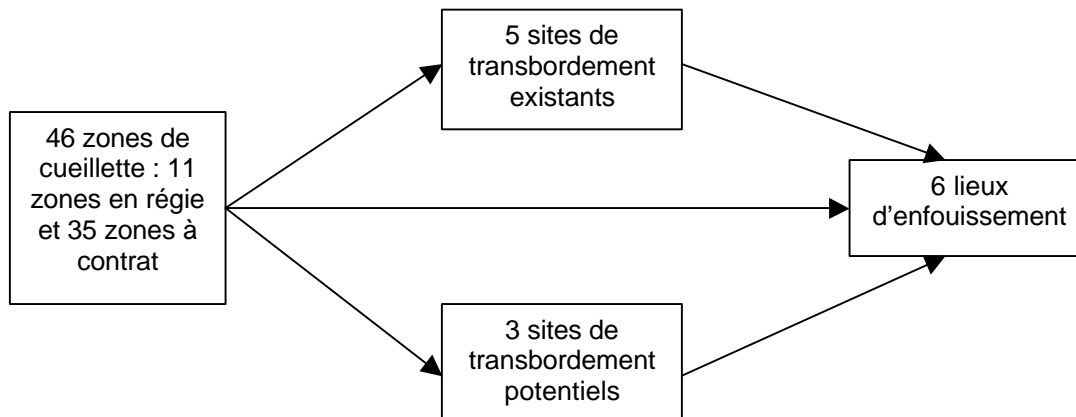 46 zones de
cueillette : 11
zones en régie
et 35 zones à
contrat
5 sites de
transbordement
existants
3 sites de
transbordement
potentiels
6 lieux
d'enfouissement